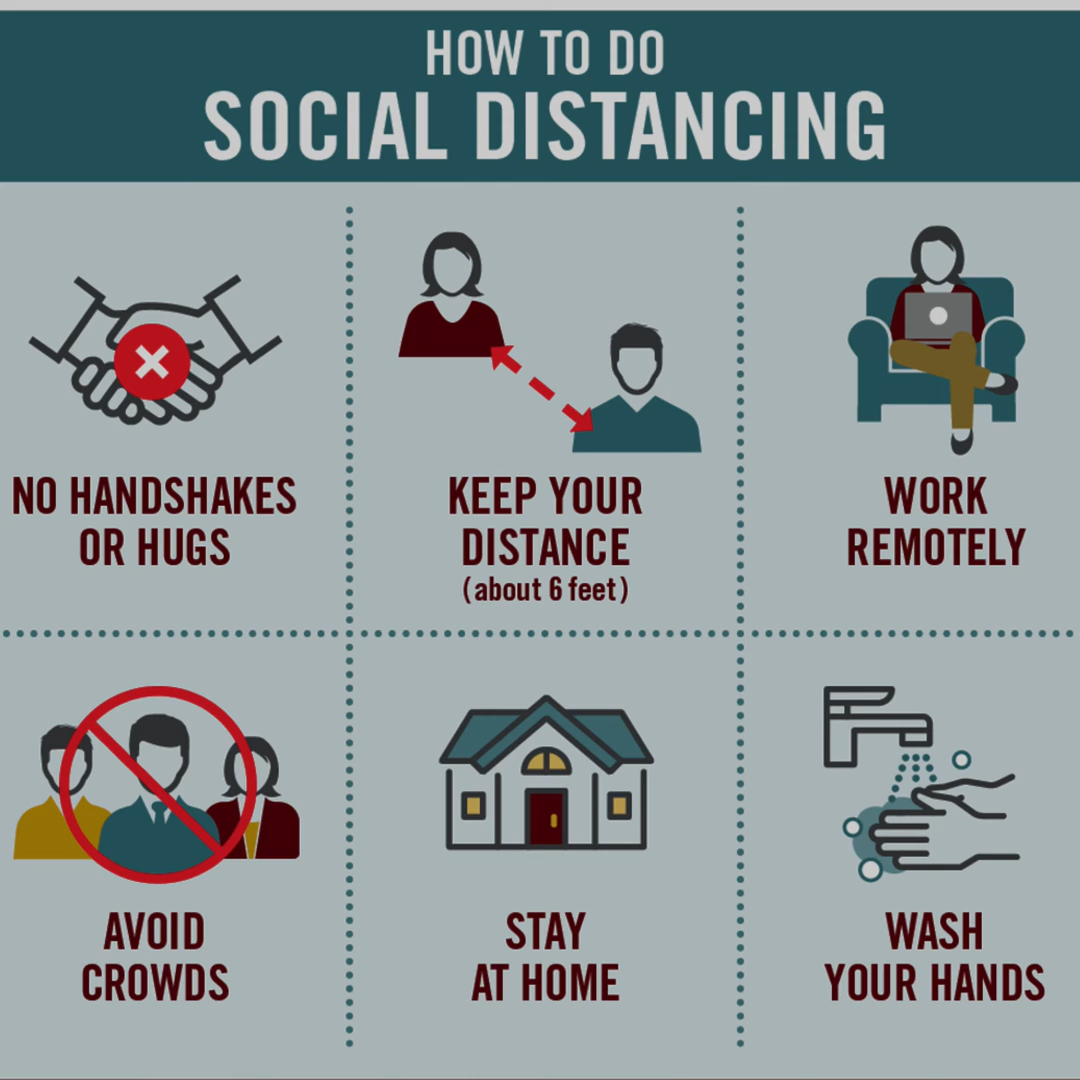 HOW TO DO
SOCIAL DISTANCING
NO HANDSHAKES
OR HUGS
KEEP YOUR
DISTANCE
(about 6 feet)
WORK
REMOTELY
AVOID
CROWDS
STAY
AT HOME
WASH
YOUR HANDS